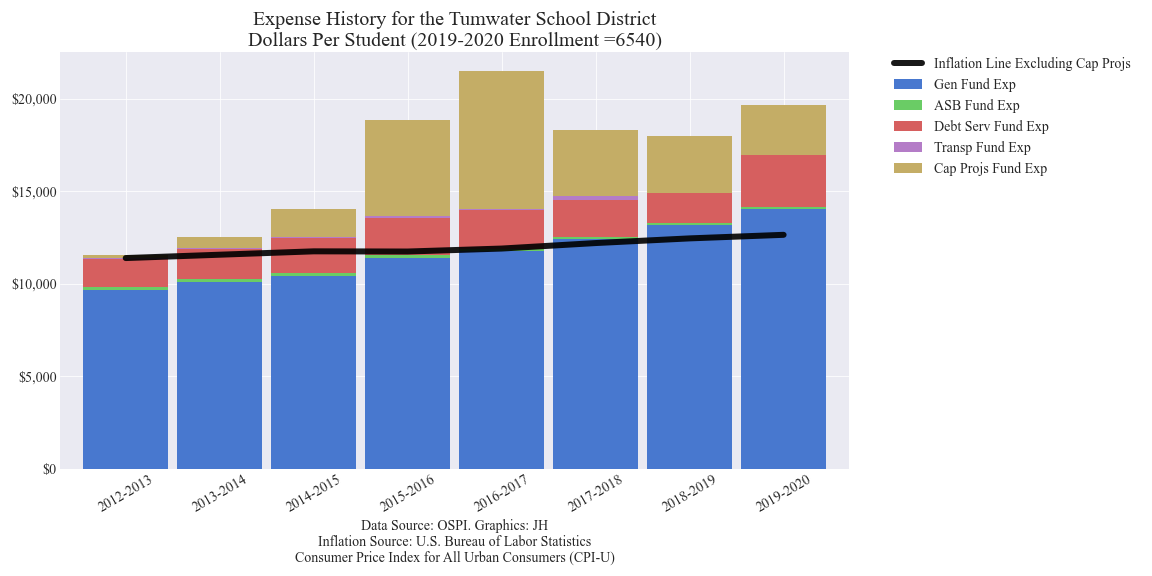 Expense History for the Tumwater School District
Dollars Per Student (2019-2020 Enrollment =6540)
Inflation Line Excluding Cap Projs
Gen Fund Exp
ASB Fund Exp
Debt Serv Fund Exp
Transp Fund Exp
Cap Projs Fund Exp
$20,000
$15,000
$10,000
$5,000
$0
2012-2013
2013-2014
2014-2015
2015-2016
2016-2017
2017-2018
2018-2019
2019-2020
Data Source: OSPI. Graphics: JH
Inflation Source: U.S. Bureau of Labor Statistics
Consumer Price Index for All Urban Consumers (CPI-U)